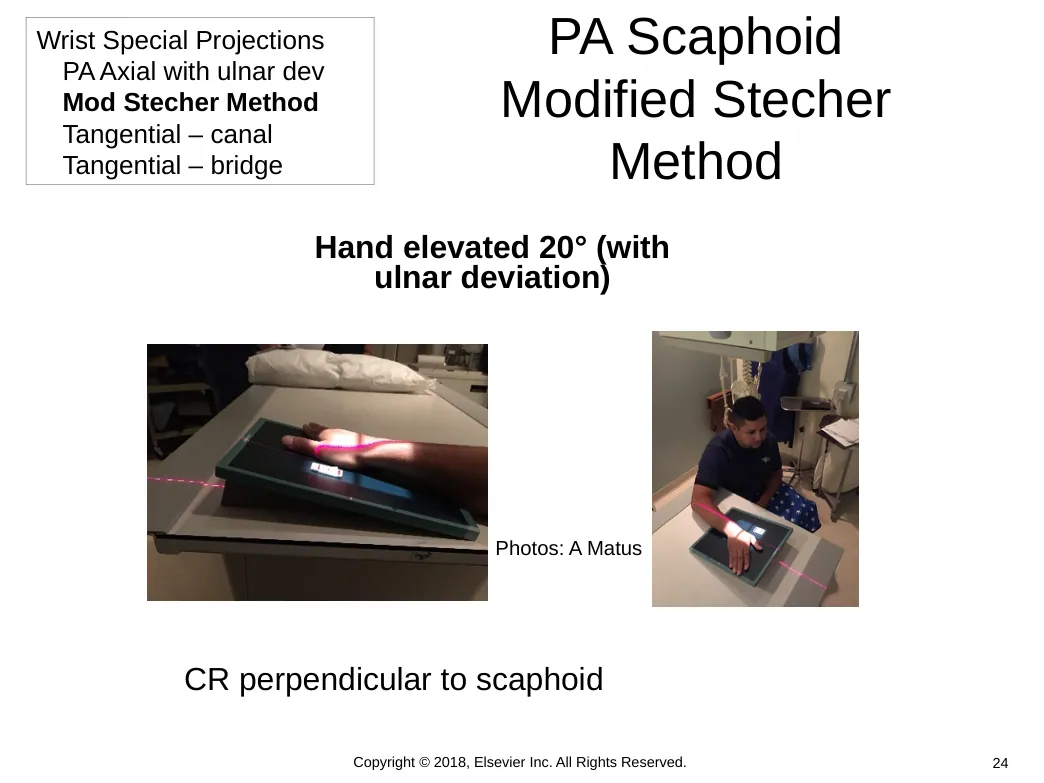 Wrist Special Projections
PA Axial with ulnar dev
Mod Stecher Method
Tangential – canal
Tangential – bridge
PA Scaphoid
Modified Stecher
Method
Hand elevated 20° (with
ulnar deviation)
Photos: A Matus
CR perpendicular to scaphoid
Copyright © 2018, Elsevier Inc. All Rights Reserved.
24